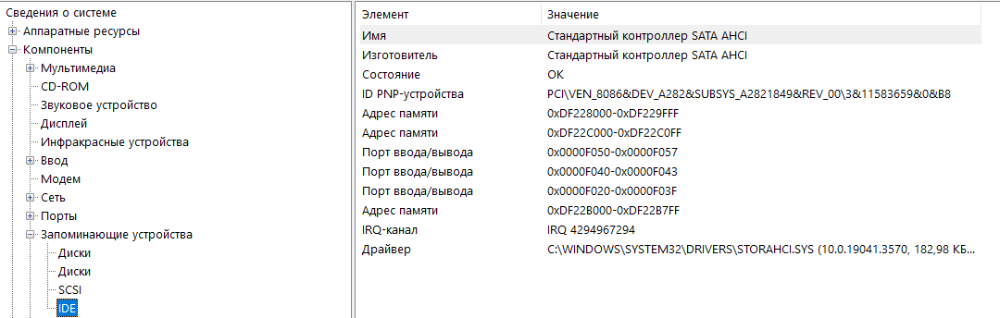 Сведения о системе
Аппаратные ресурсы
Компоненты
Мультимедиа
CD-ROM
Звуковое устройство
Дисплей
Инфракрасные устройства
Ввод
Модем
Сеть
Порты
Запоминающие устройства
Диски
Диски
SCSI
IDE
Элемент Значение
Имя Стандартный контроллер SATA AHCI
Изготовитель Стандартный контроллер SATA AHCI
Состояние ОК
ID PNP-устройства PCI\VEN_8086&DEV_A282&SUBSYS_A2821849&REV_00\3&11583659&0&B8
Адрес памяти 0xDF228000-0xDF229FFF
Адрес памяти 0xDF22C000-0xDF22C0FF
Порт ввода/вывода 0x0000F050-0x0000F057
Порт ввода/вывода 0x0000F040-0x0000F043
Порт ввода/вывода 0x0000F020-0x0000F03F
Адрес памяти 0xDF22B000-0xDF22B7FF
IRQ-канал IRQ 4294967294
Драйвер C:\WINDOWS\SYSTEM32\DRIVERS\STORAHCI.SYS (10.0.19041.3570, 182,98 КБ...